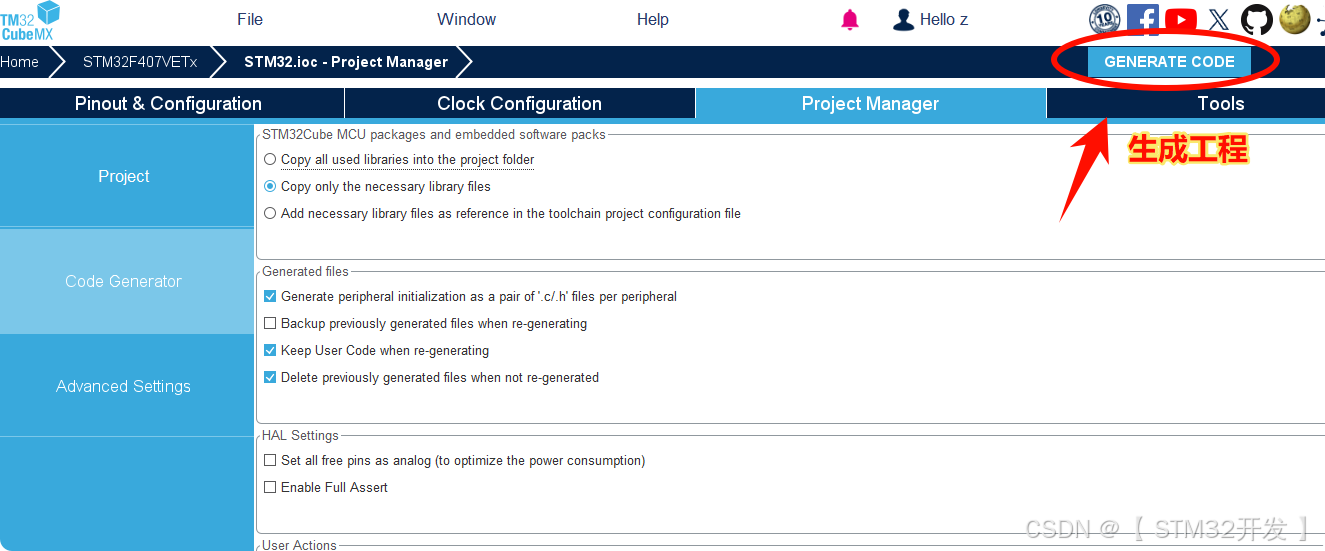 TM32
CubeMX
File
Window
Help
10
Hello z
Home
STM32F407VETx
STM32.ioc - Project Manager
GENERATE CODE
Pinout & Configuration
Clock Configuration
Project Manager
Tools
生成工程
Project
Code Generator
Advanced Settings
STM32Cube MCU packages and embedded software packs
Copy all used libraries into the project folder
Copy only the necessary library files
Add necessary library files as reference in the toolchain project configuration file
Generated files
Generate peripheral initialization as a pair of '.c/.h' files per peripheral
Backup previously generated files when re-generating
Keep User Code when re-generating
Delete previously generated files when not re-generated
HAL Settings
Set all free pins as analog (to optimize the power consumption)
Enable Full Assert
User Actions
CSDN @【 STM32开发 】